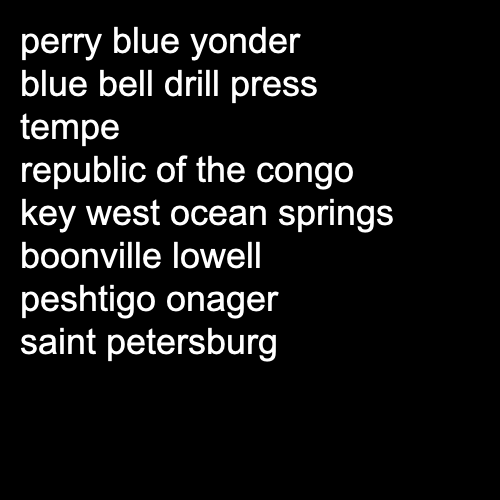 perry blue yonder
blue bell drill press
tempe
republic of the congo
key west ocean springs
boonville lowell
peshtigo onager
saint petersburg